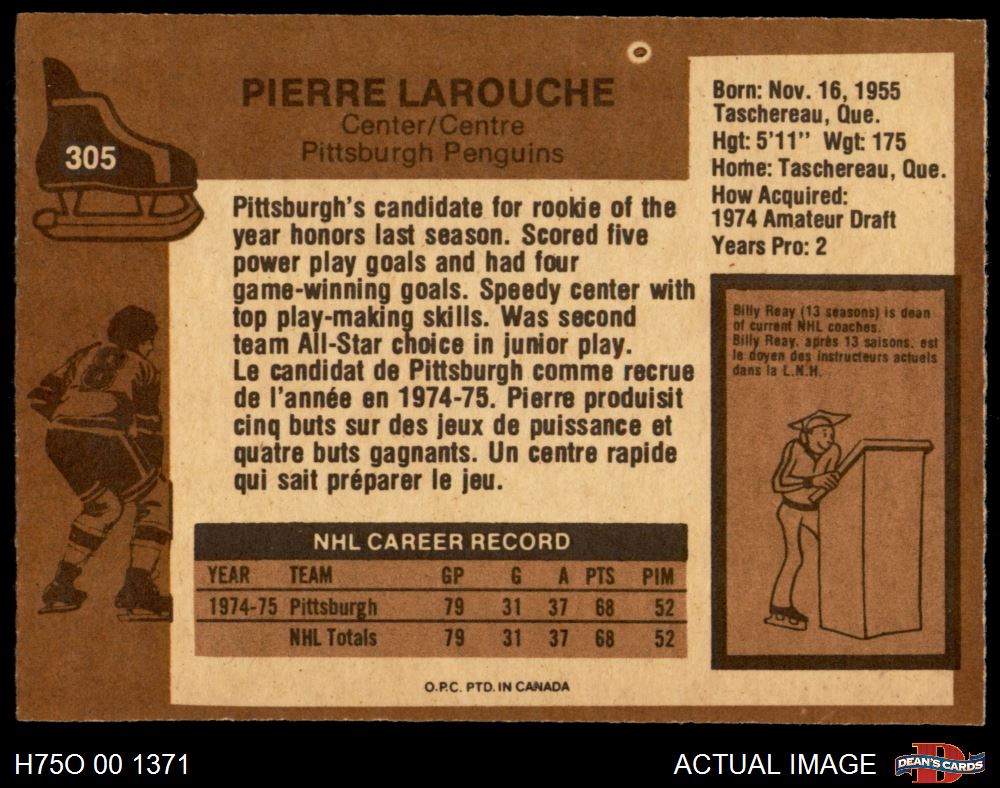 305
PIERRE LAROUCHE
Center/Centre
Pittsburgh Penguins
Born: Nov. 16, 1955
Taschereau, Que.
Hgt: 5'11" Wgt: 175
Home: Taschereau, Que.
How Acquired:
1974 Amateur Draft
Years Pro: 2
Pittsburgh's candidate for rookie of the
year honors last season. Scored five
power play goals and had four
game-winning goals. Speedy center with
top play-making skills. Was second
team All-Star choice in junior play.
Le candidat de Pittsburgh comme recrue
de l'année en 1974-75. Pierre produisit
cinq buts sur des jeux de puissance et
quatre buts gagnants. Un centre rapide
qui sait préparer le jeu.
Billy Reay (13 seasons) is dean
of current NHL coaches.
Billy Reay, après 13 saisons, est
le doyen des instructeurs actuels
dans la L.N.H.
8
NHL CAREER RECORD
YEAR TEAM GP G A PTS PIM
1974-75 Pittsburgh 79 31 37 68 52
NHL Totals 79 31 37 68 52
O.P.C. PTD. IN CANADA
H75O 00 1371
ACTUAL IMAGE
D
DEAN'S CARDS